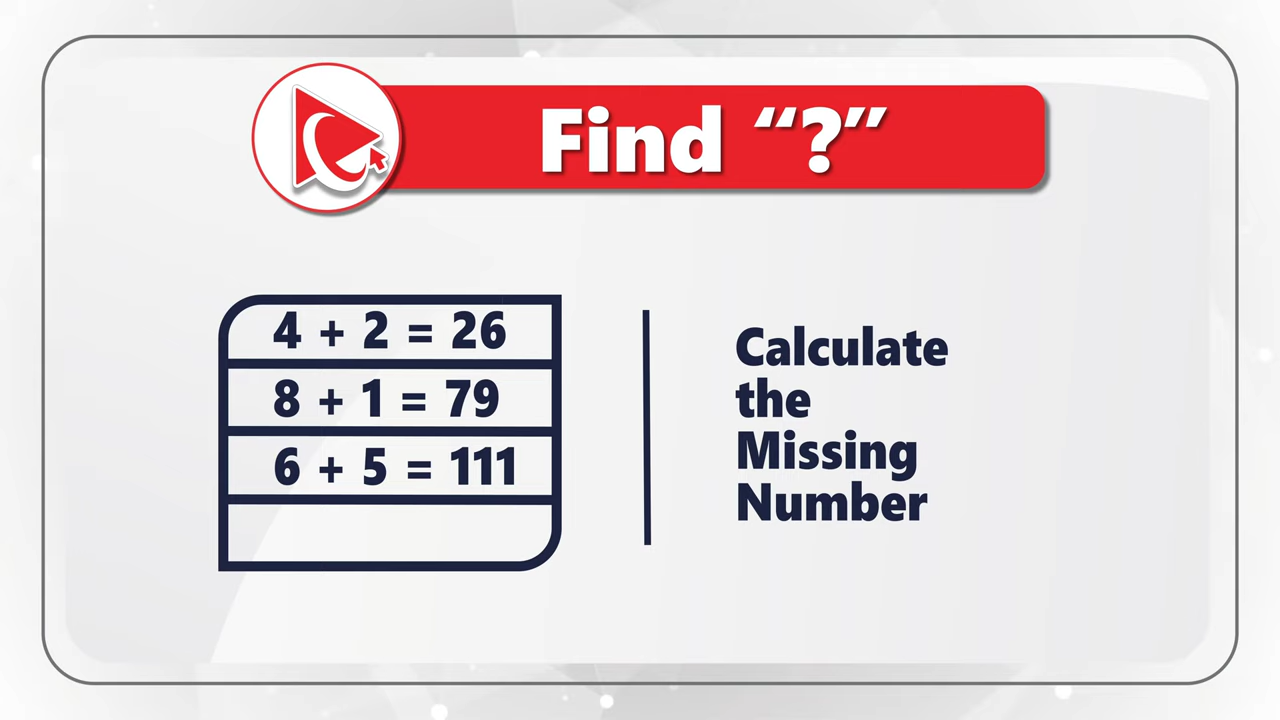 Find “?”
4 + 2 = 26
8 + 1 = 79
6 + 5 = 111
Calculate
the
Missing
Number